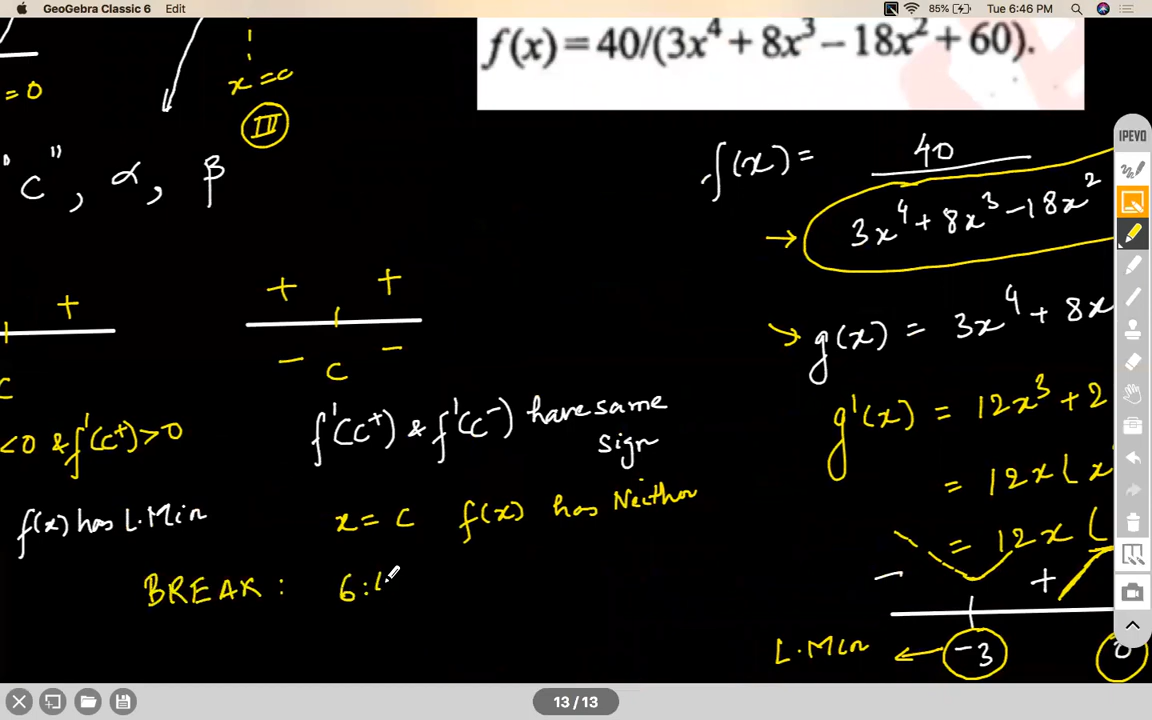 GeoGebra Classic 6 Edit 85% Tue 6:46 PM
f(x) = 40/(3x⁴ + 8x³ – 18x² + 60).
= 0
x = c
III
"c", α, β
f(x) = 40
3x⁴ + 8x³ – 18x²
+ + +
– c –
c
g(x) = 3x⁴ + 8x
<0 & f'(c⁺) > 0
f'(c⁺) & f'(c⁻) have same
sign
g'(x) = 12x³ + 2
= 12x(x
= 12x(
f(x) has L.Min
x = c f(x) has Neither
BREAK : 6:
– +
L.Min ← -3 0
IPEVO
13 / 13